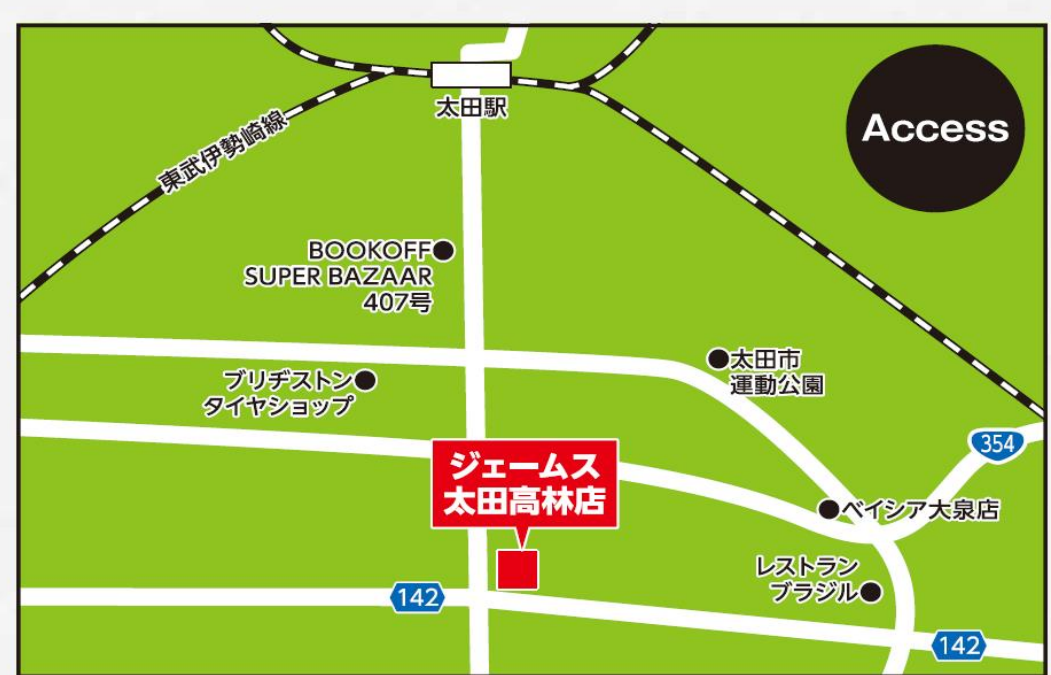 太田駅
Access
東武伊勢崎線
BOOKOFF
SUPER BAZAAR
407号
太田市
運動公園
ブリヂストン
タイヤショップ
354
ジェームス
太田高林店
ベイシア大泉店
レストラン
ブラジル
142
142